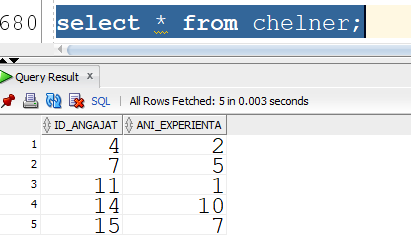 680 select * from chelner;
Query Result x
SQL | All Rows Fetched: 5 in 0.003 seconds
ID_ANGAJAT ANI_EXPERIENTA
1 4 2
2 7 5
3 11 1
4 14 10
5 15 7